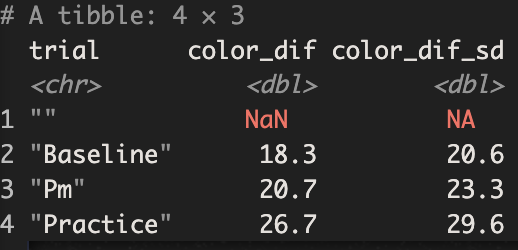 # A tibble: 4 × 3
trial color_dif color_dif_sd
<chr> <dbl> <dbl>
1 "" NaN NA
2 "Baseline" 18.3 20.6
3 "Pm" 20.7 23.3
4 "Practice" 26.7 29.6